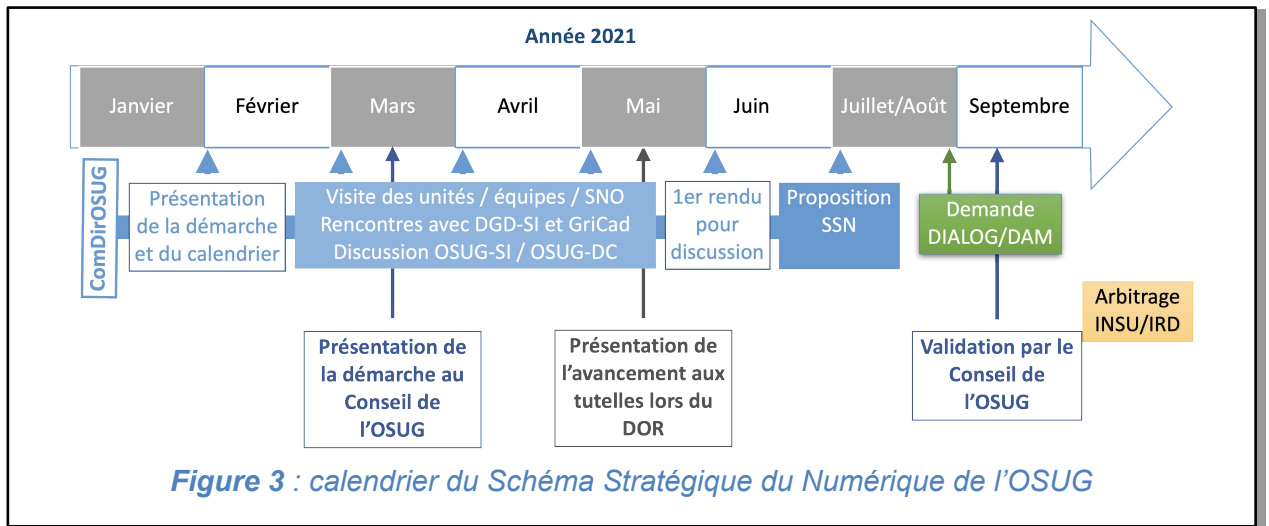 Année 2021
Janvier
Février
Mars
Avril
Mai
Juin
Juillet/Août
Septembre
ComDirOSUG
Présentation
de la démarche
et du calendrier
Visite des unités / équipes / SNO
Rencontres avec DGD-SI et GriCad
Discussion OSUG-SI / OSUG-DC
1er rendu
pour
discussion
Proposition
SSN
Demande
DIALOG/DAM
Arbitrage
INSU/IRD
Présentation de
la démarche au
Conseil de
l’OSUG
Présentation de
l’avancement aux
tutelles lors du
DOR
Validation par le
Conseil de
l’OSUG
Figure 3 : calendrier du Schéma Stratégique du Numérique de l’OSUG